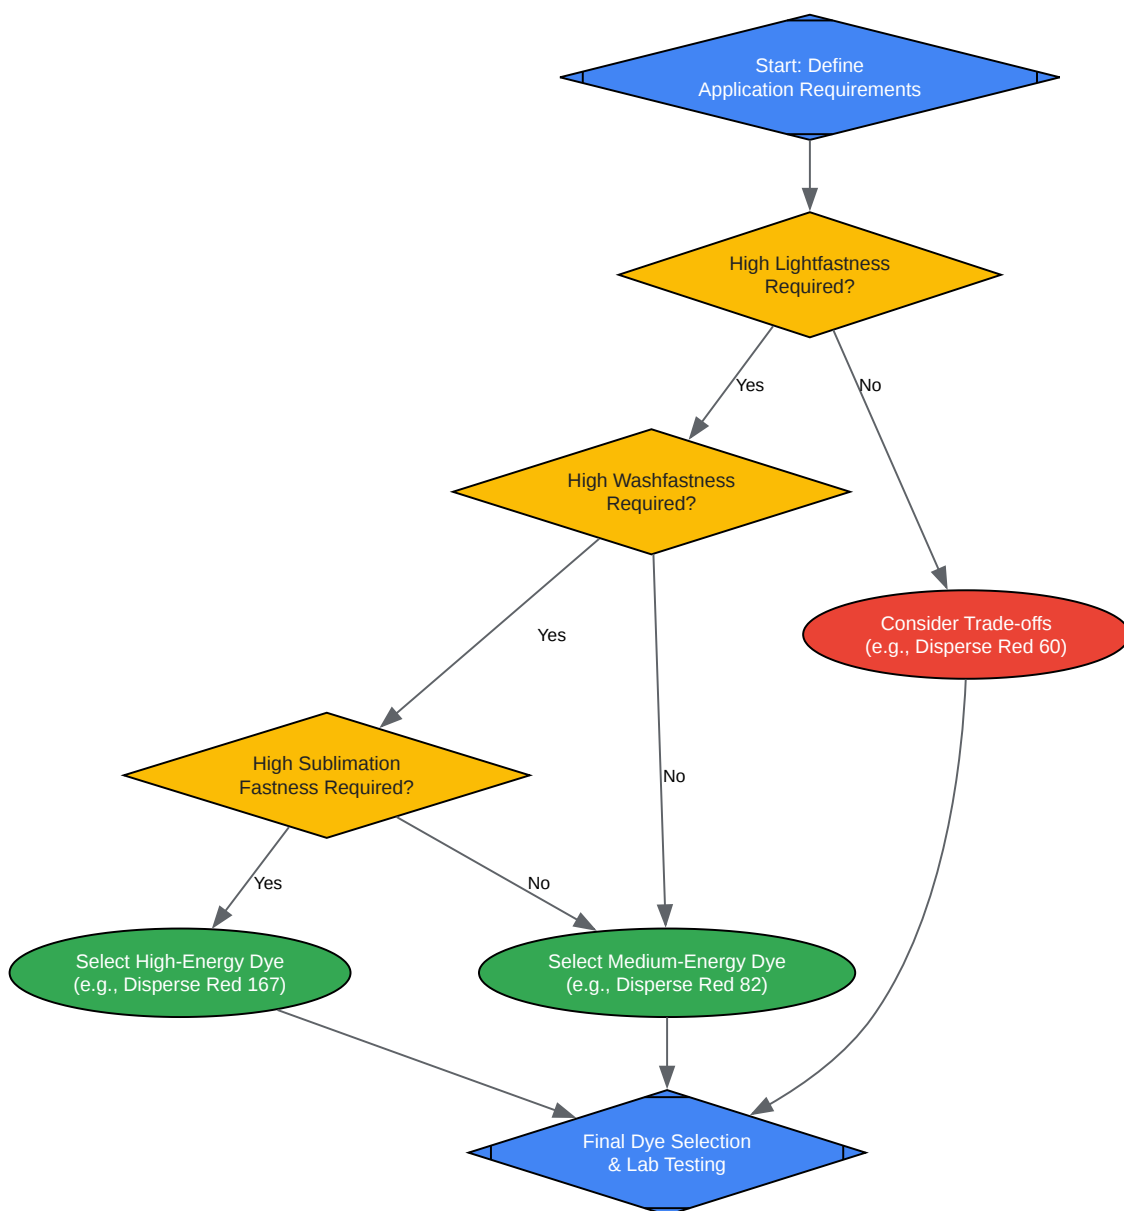 Start: Define
Application Requirements
High Lightfastness
Required?
Yes
No
High Washfastness
Required?
Consider Trade-offs
(e.g., Disperse Red 60)
Yes
No
High Sublimation
Fastness Required?
Yes
No
Select High-Energy Dye
(e.g., Disperse Red 167)
Select Medium-Energy Dye
(e.g., Disperse Red 82)
Final Dye Selection
& Lab Testing